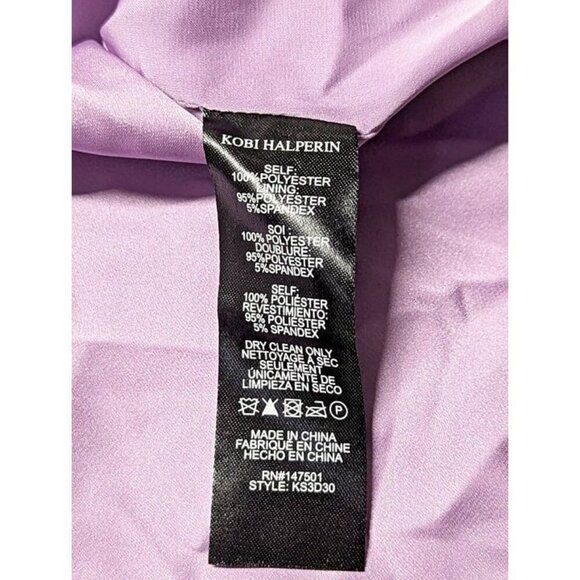 KOBI HALPERIN
SELF:
100%POLYESTER
LINING:
95%POLYESTER
5%SPANDEX
SOI :
100%POLYESTER
DOUBLURE:
95%POLYESTER
5%SPANDEX
SELF:
100% POLIÉSTER
REVESTIMIENTO:
95% POLIÉSTER
5% SPANDEX
DRY CLEAN ONLY
NETTOYAGE À SEC
SEULEMENT
ÚNICAMENTE DE
LIMPIEZA EN SECO
P
MADE IN CHINA
FABRIQUÉ EN CHINE
HECHO EN CHINA
RN#147501
STYLE: KS3D30